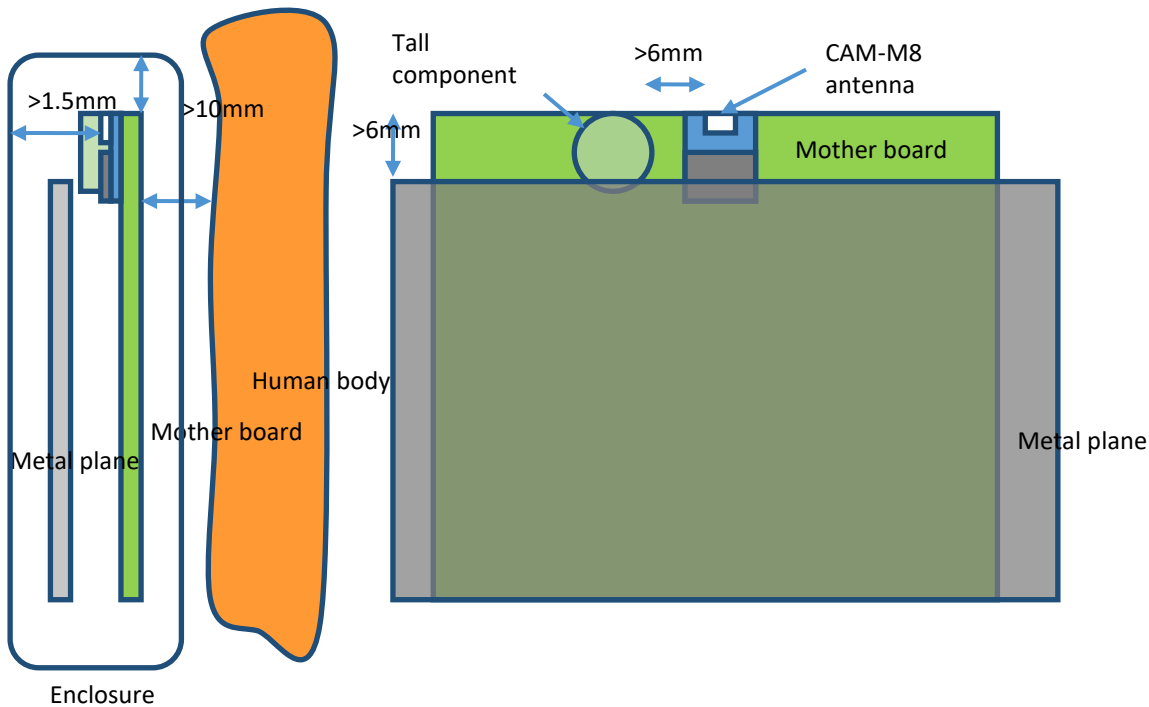 Tall
component
>6mm
CAM-M8
antenna
>1.5mm
>10mm
>6mm
Mother board
Human body
Mother board
Metal plane
Metal plane
Enclosure